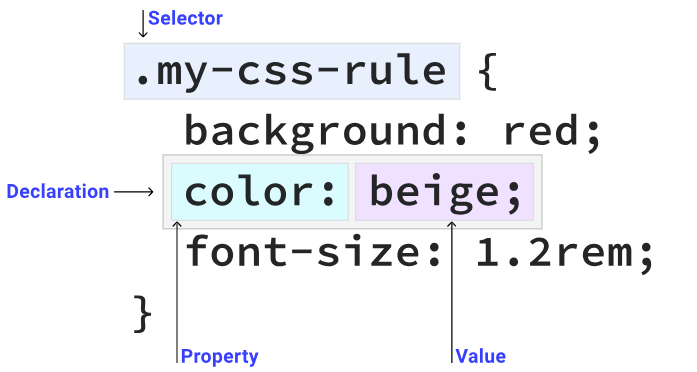 Selector
.my-css-rule {
background: red;
Declaration color: beige;
font-size: 1.2rem;
}
Property Value